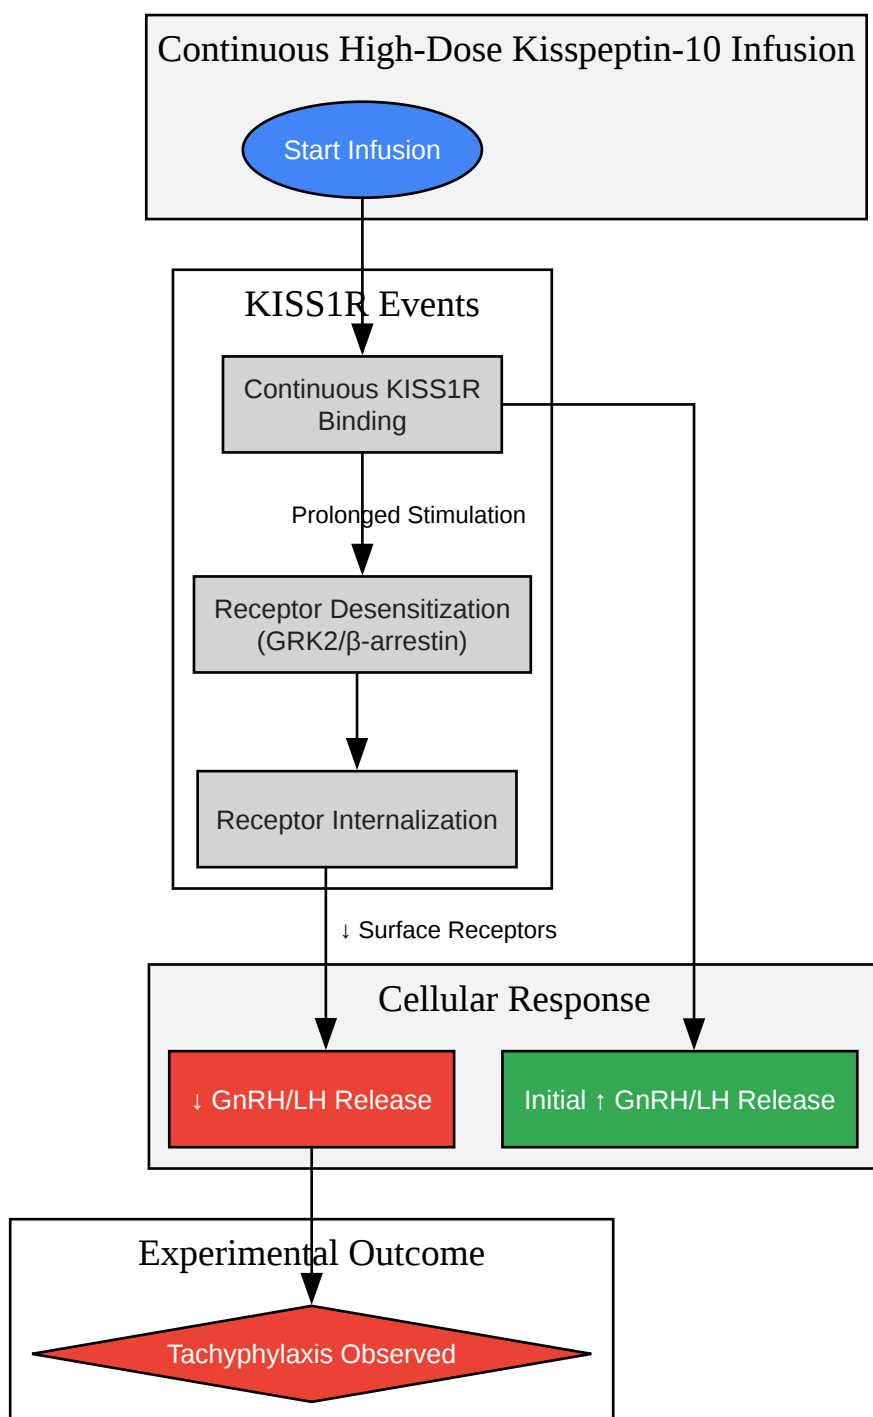 Continuous High-Dose Kisspeptin-10 Infusion
Start Infusion
KISS1R Events
Continuous KISS1R
Binding
Prolonged Stimulation
Receptor Desensitization
(GRK2/β-arrestin)
Receptor Internalization
↓ Surface Receptors
Cellular Response
↓ GnRH/LH Release
Initial ↑ GnRH/LH Release
Experimental Outcome
Tachyphylaxis Observed